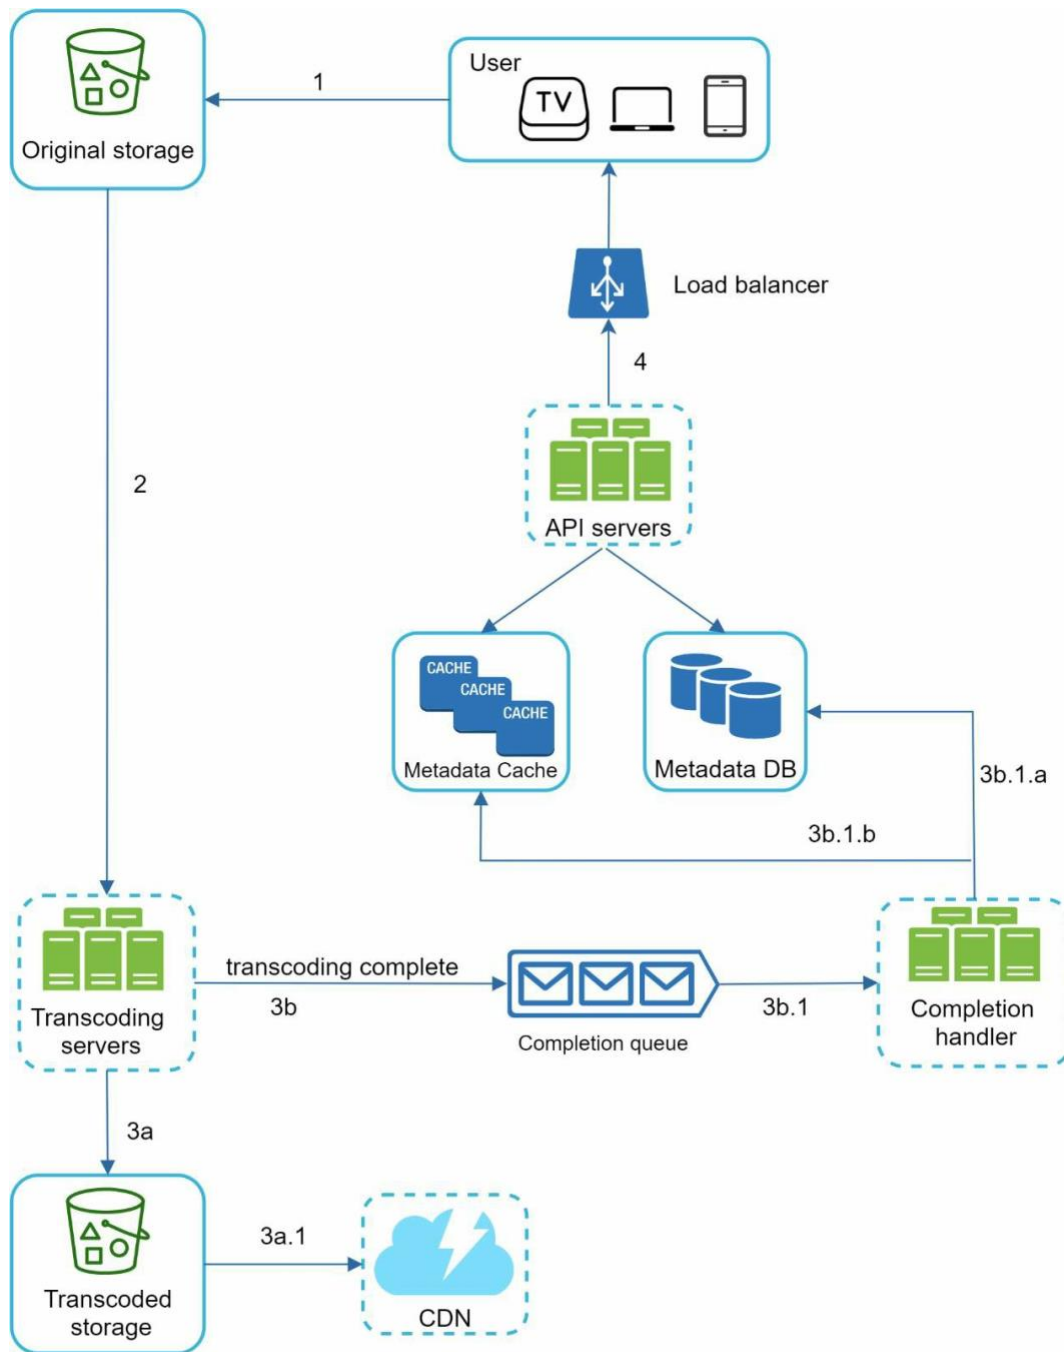 User
TV
1
Original storage
Load balancer
4
2
API servers
CACHE
CACHE
CACHE
Metadata Cache
Metadata DB
3b.1.a
3b.1.b
transcoding complete
3b
3b.1
Transcoding
servers
Completion queue
Completion
handler
3a
3a.1
Transcoded
storage
CDN